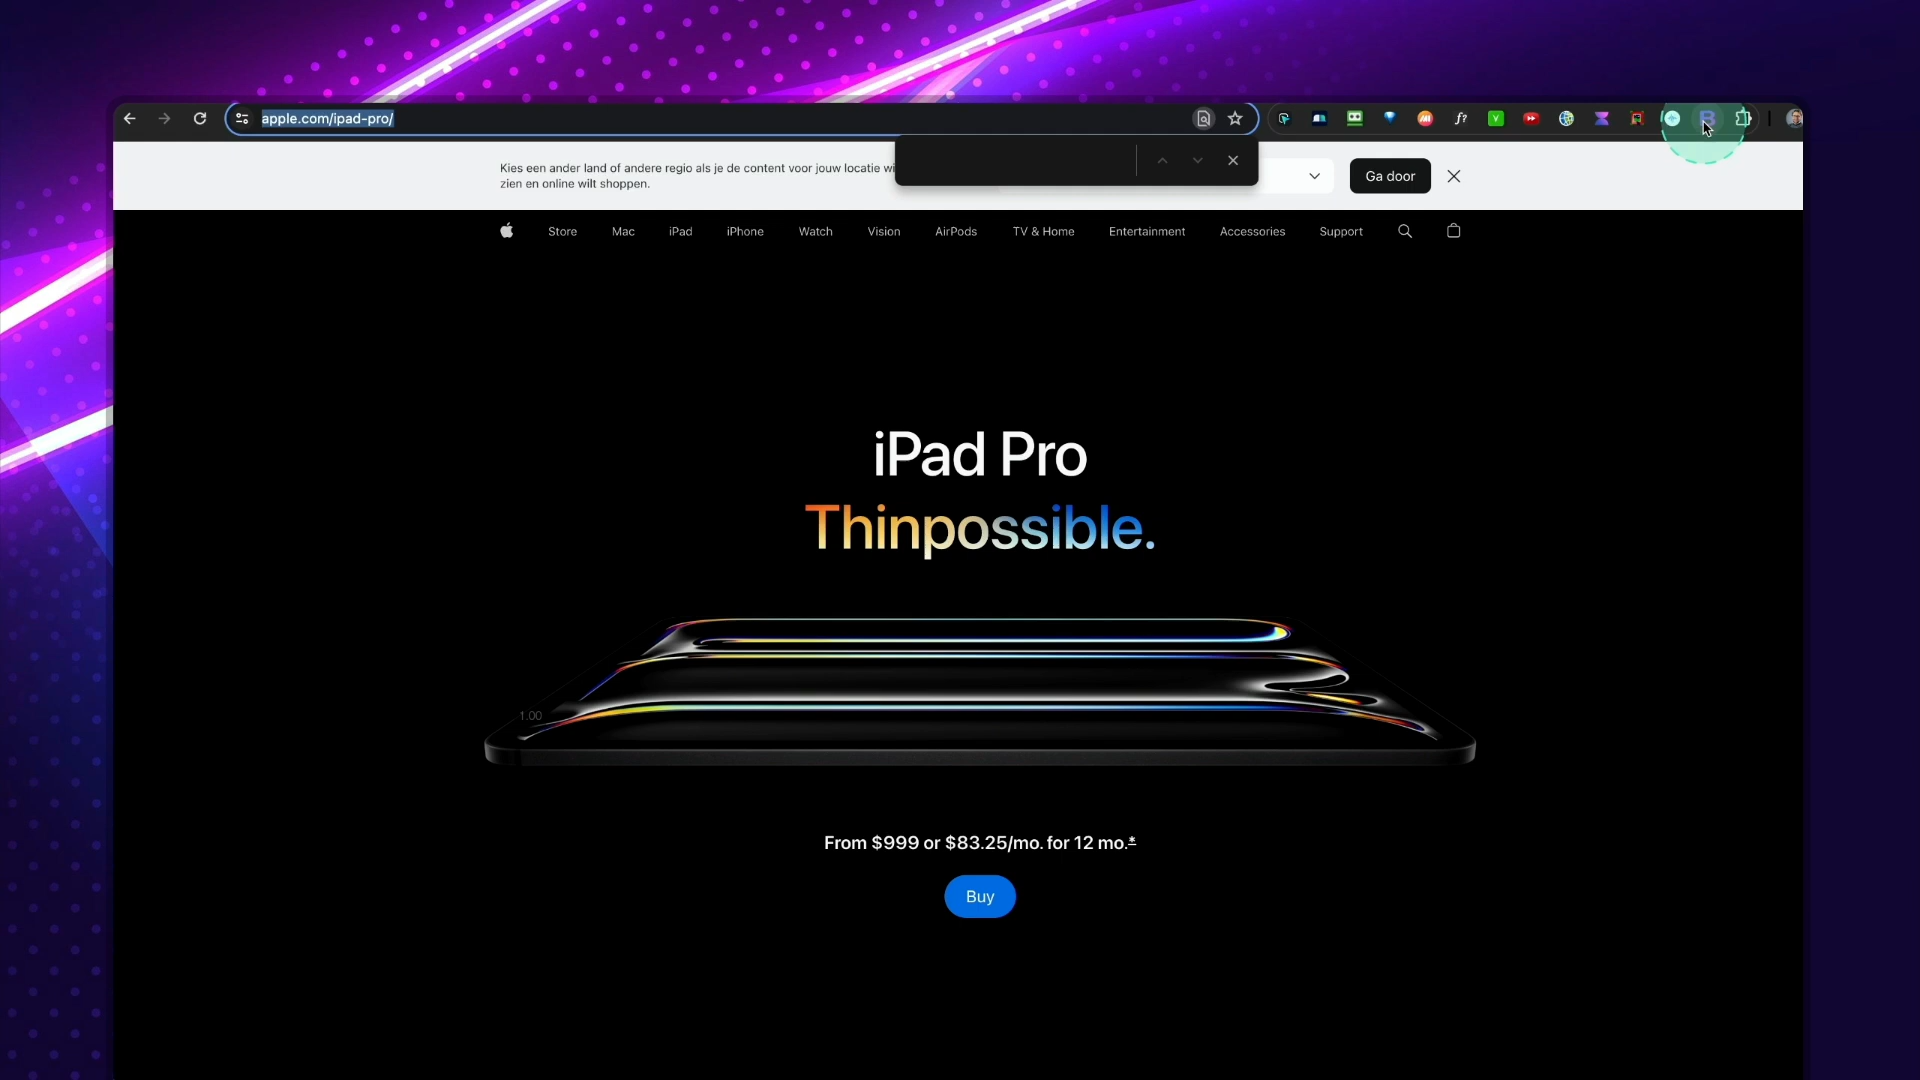 apple.com/ipad-pro/
f?
V
B
Kies een ander land of andere regio als je de content voor jouw locatie wi
zien en online wilt shoppen.
Ga door
Store Mac iPad iPhone Watch Vision AirPods TV & Home Entertainment Accessories Support
iPad Pro
Thinpossible.
1.00
From $999 or $83.25/mo. for 12 mo.*
Buy